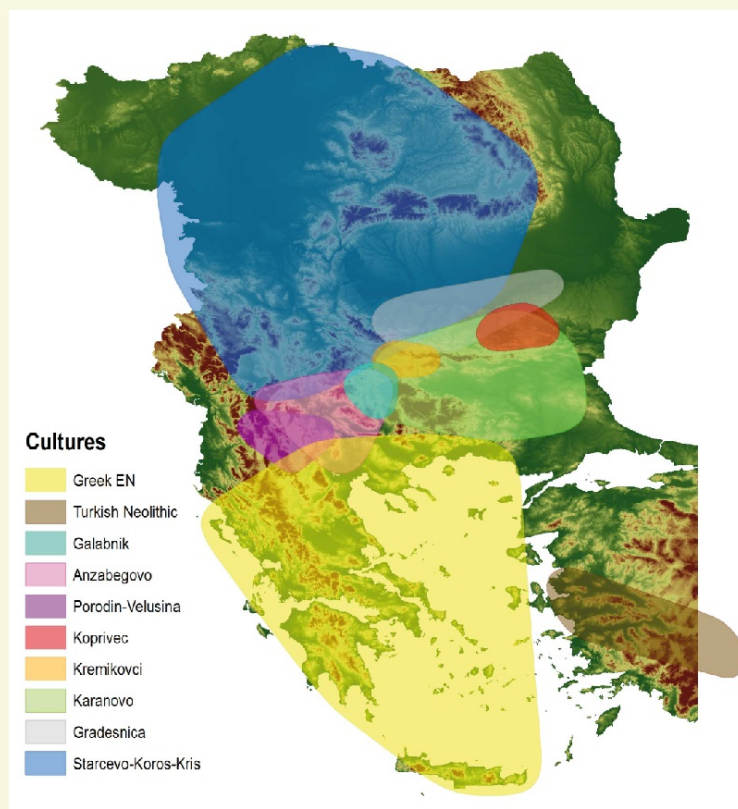 Cultures
Greek EN
Turkish Neolithic
Galabnik
Anzabegovo
Porodin-Velusina
Koprivec
Kremikovci
Karanovo
Gradesnica
Starcevo-Koros-Kris